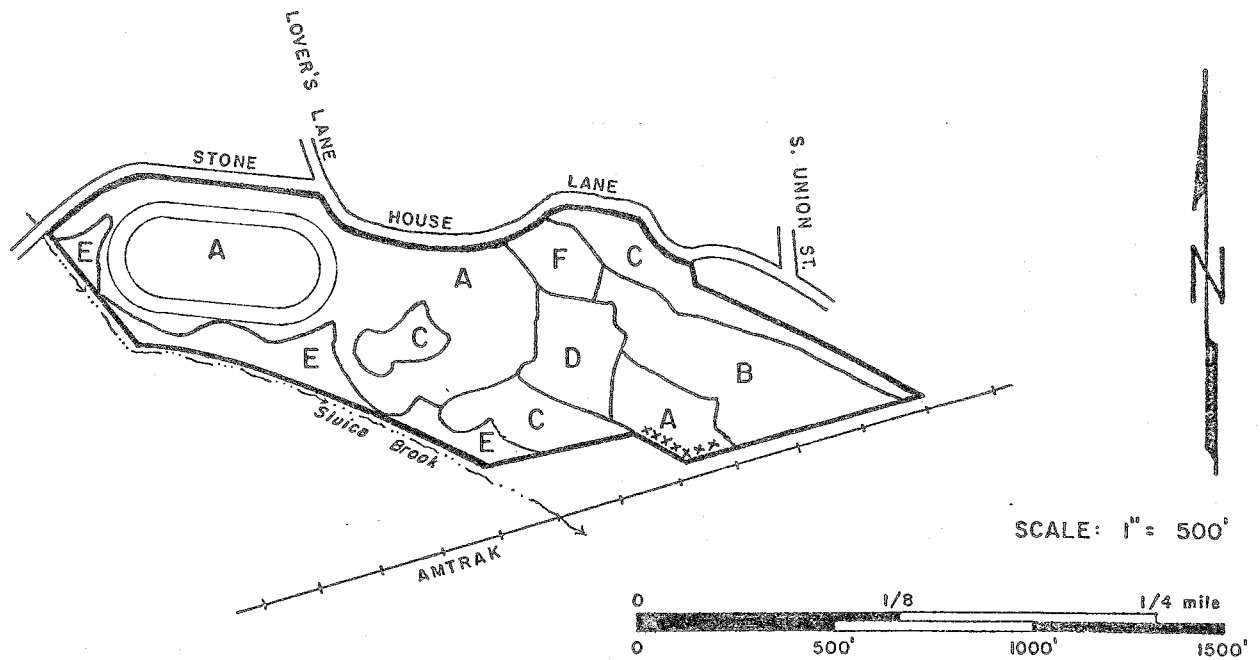 LOVER'S LANE
S. UNION ST.
STONE
HOUSE
LANE
E
A
A
F
C
C
E
D
B
A
C
E
xxxxxxxx
Sluice Brook
AMTRAK
N
SCALE: 1" = 500'
0 1/8 1/4 mile
0 500' 1000' 1500'